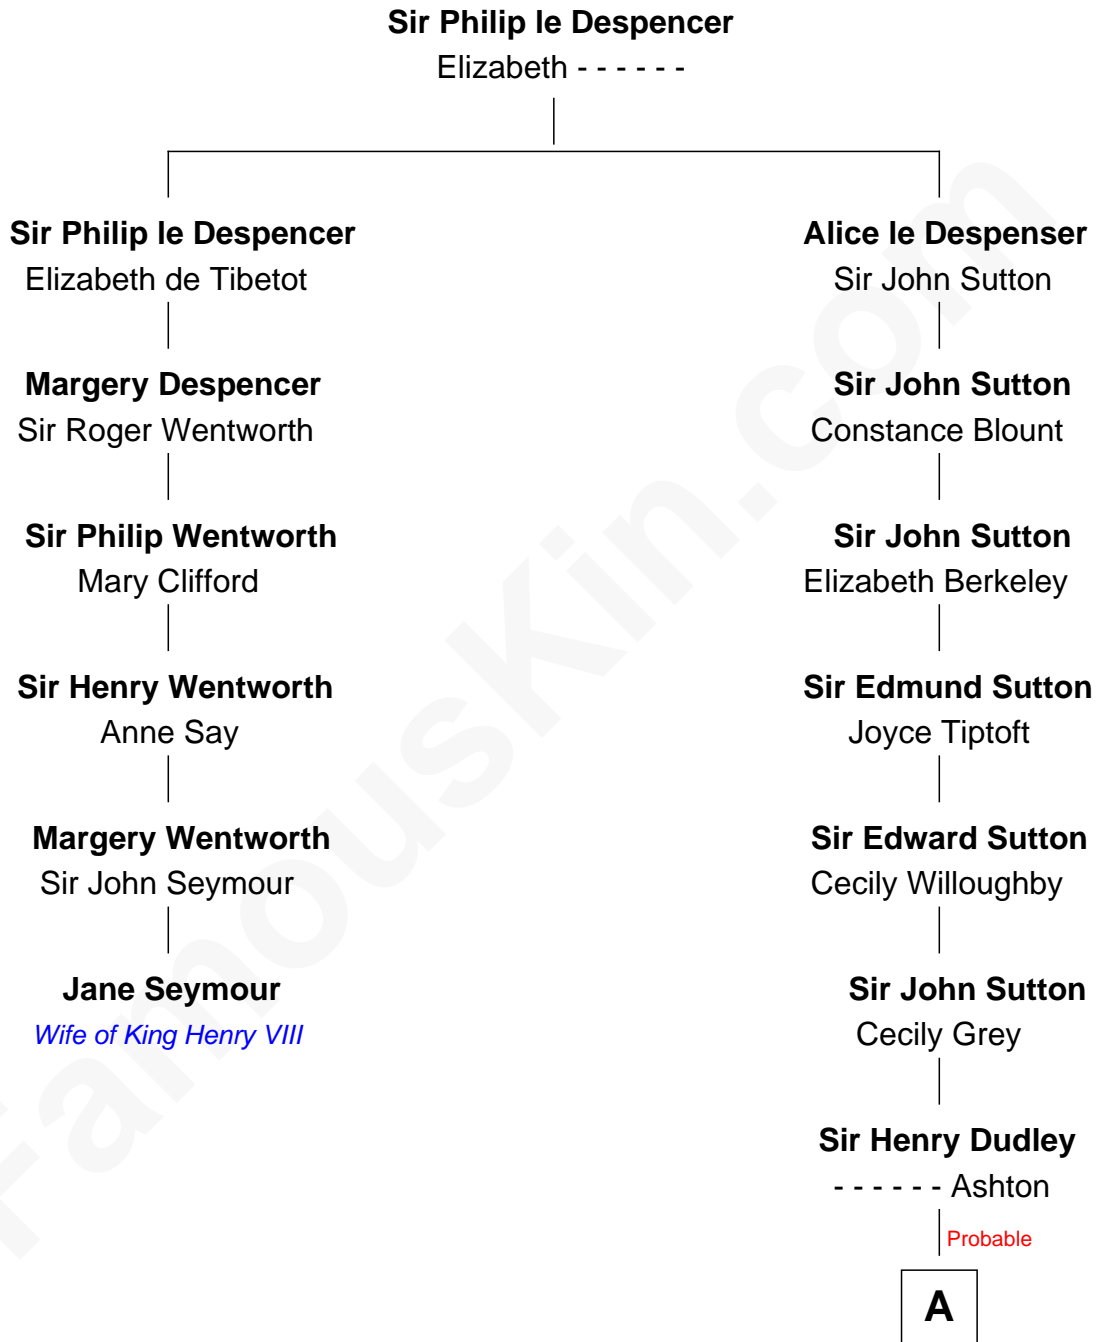 Sir Philip le Despencer
Elizabeth - - - - - -
Sir Philip le Despencer
Elizabeth de Tibetot
Margery Despencer
Sir Roger Wentworth
Sir Philip Wentworth
Mary Clifford
Sir Henry Wentworth
Anne Say
Margery Wentworth
Sir John Seymour
Jane Seymour
Wife of King Henry VIII
Alice le Despenser
Sir John Sutton
Sir John Sutton
Constance Blount
Sir John Sutton
Elizabeth Berkeley
Sir Edmund Sutton
Joyce Tiptoft
Sir Edward Sutton
Cecily Willoughby
Sir John Sutton
Cecily Grey
Sir Henry Dudley
- - - - - - Ashton
Probable
A
FamousKin.com